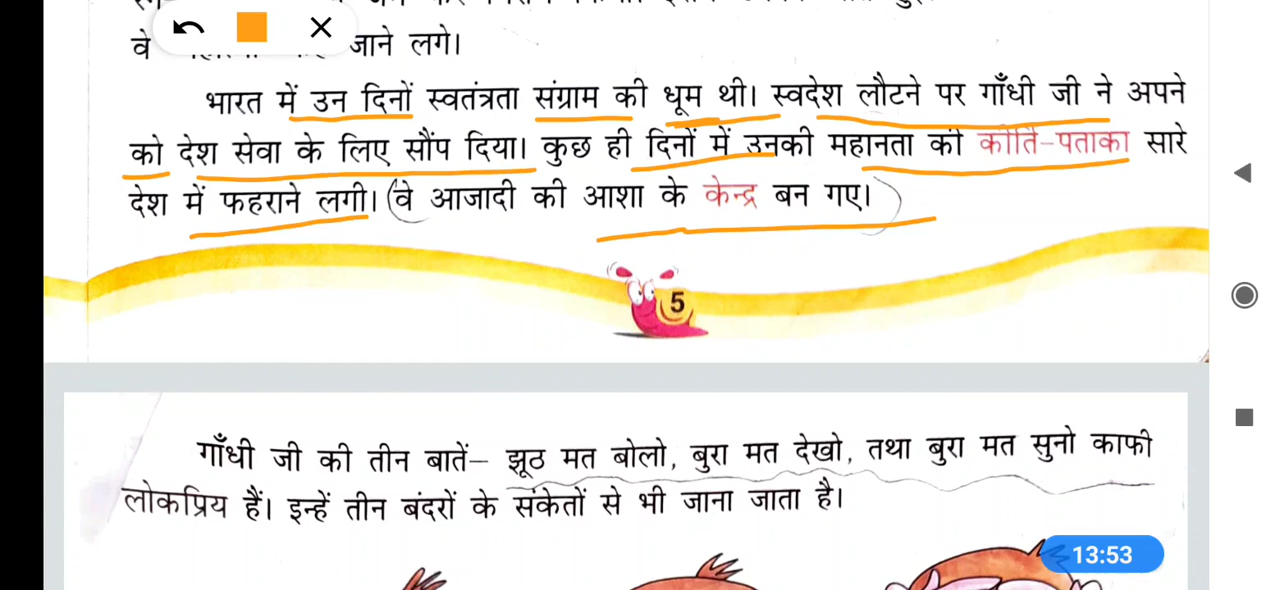 वे जाने लगे।
भारत में उन दिनों स्वतंत्रता संग्राम की धूम थी। स्वदेश लौटने पर गाँधी जी ने अपने
को देश सेवा के लिए सौंप दिया। कुछ ही दिनों में उनकी महानता की कीर्ति-पताका सारे
देश में फहराने लगी। (वे आजादी की आशा के केन्द्र बन गए।)
5
गाँधी जी की तीन बातें– झूठ मत बोलो, बुरा मत देखो, तथा बुरा मत सुनो काफी
लोकप्रिय हैं। इन्हें तीन बंदरों के संकेतों से भी जाना जाता है।
13:53